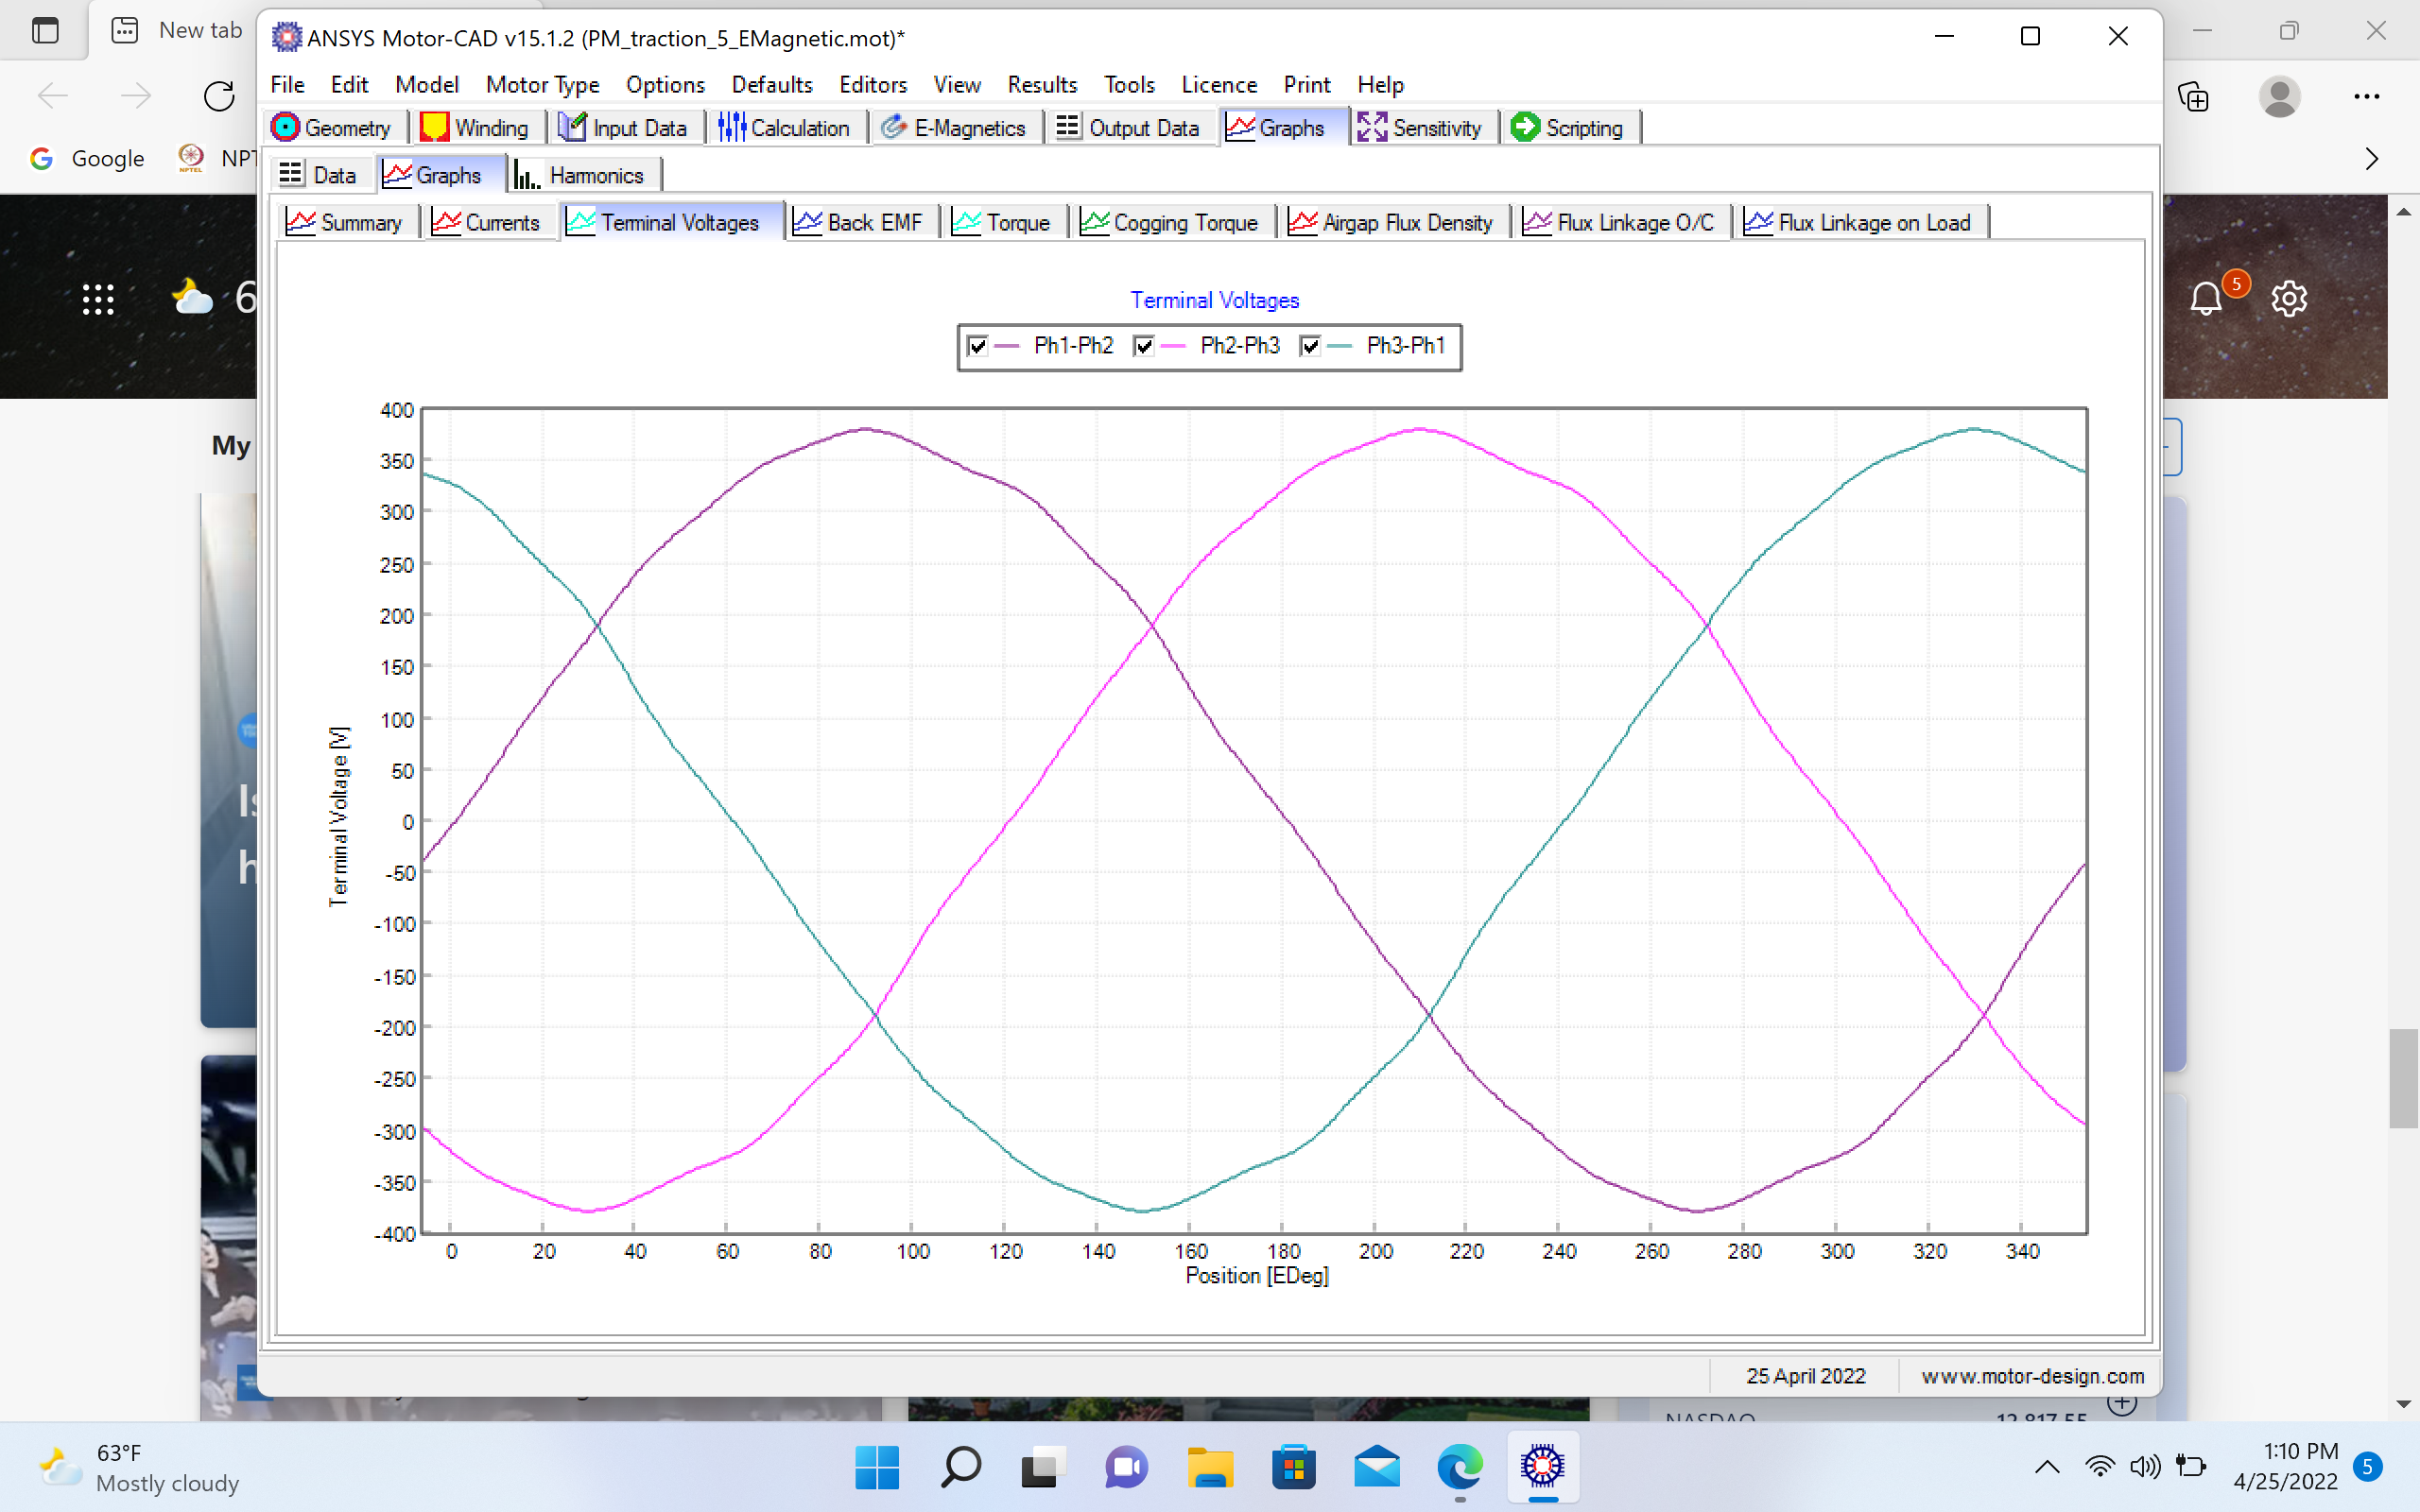 New tab
ANSYS Motor-CAD v15.1.2 (PM_traction_5_EMagnetic.mot)*
File Edit Model Motor Type Options Defaults Editors View Results Tools Licence Print Help
Geometry Winding Input Data Calculation E-Magnetics Output Data Graphs Sensitivity Scripting
Google
Data Graphs Harmonics
Summary Currents Terminal Voltages Back EMF Torque Cogging Torque Airgap Flux Density Flux Linkage O/C Flux Linkage on Load
5
Terminal Voltages
Ph1-Ph2 Ph2-Ph3 Ph3-Ph1
My
400
350
300
250
200
150
100
50
0
-50
-100
-150
-200
-250
-300
-350
-400
Terminal Voltage [V]
0 20 40 60 80 100 120 140 160 180 200 220 240 260 280 300 320 340
Position [EDeg]
25 April 2022 www.motor-design.com
63°F
Mostly cloudy
1:10 PM
4/25/2022
5